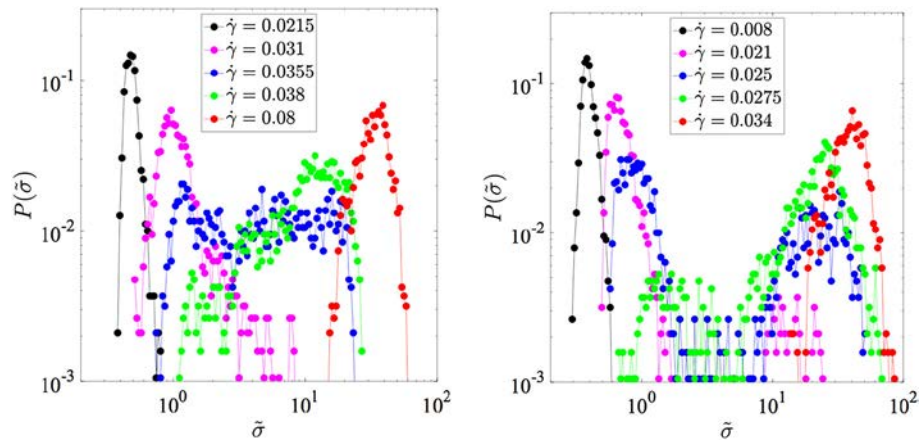 10^{-1}
10^{-2}
10^{-3}
P(σ̃)
γ̇ = 0.0215
γ̇ = 0.031
γ̇ = 0.0355
γ̇ = 0.038
γ̇ = 0.08
10^0
10^1
10^2
σ̃
10^{-1}
10^{-2}
10^{-3}
P(σ̃)
γ̇ = 0.008
γ̇ = 0.021
γ̇ = 0.025
γ̇ = 0.0275
γ̇ = 0.034
10^0
10^1
10^2
σ̃